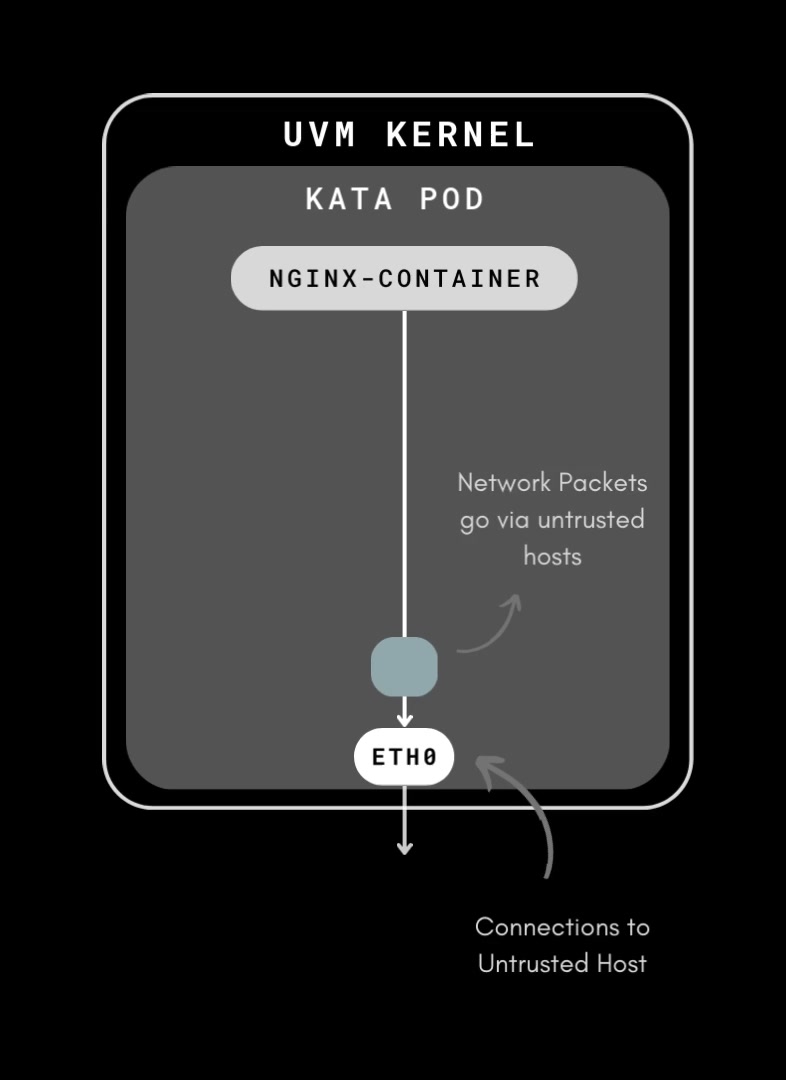 UVM KERNEL
KATA POD
NGINX-CONTAINER
Network Packets
go via untrusted
hosts
ETH0
Connections to
Untrusted Host